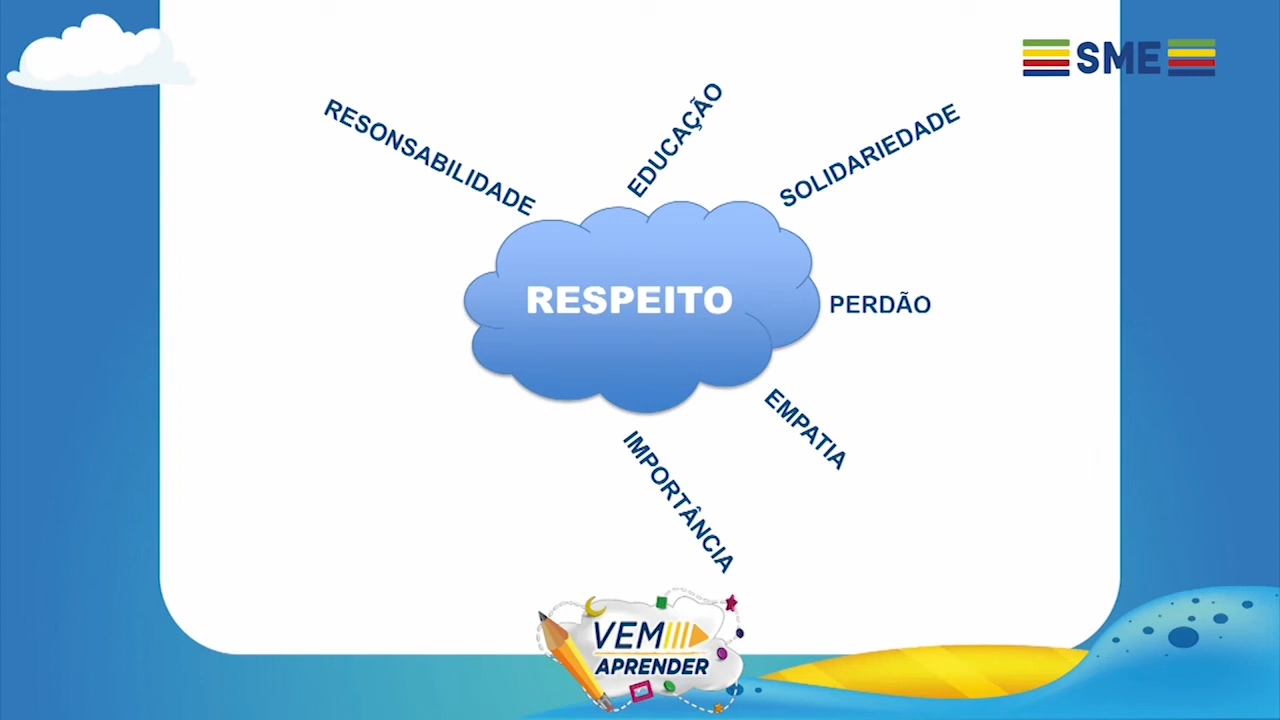 SME
RESONSABILIDADE
EDUCAÇÃO
SOLIDARIEDADE
RESPEITO
PERDÃO
EMPATIA
IMPORTÂNCIA
VEM
APRENDER